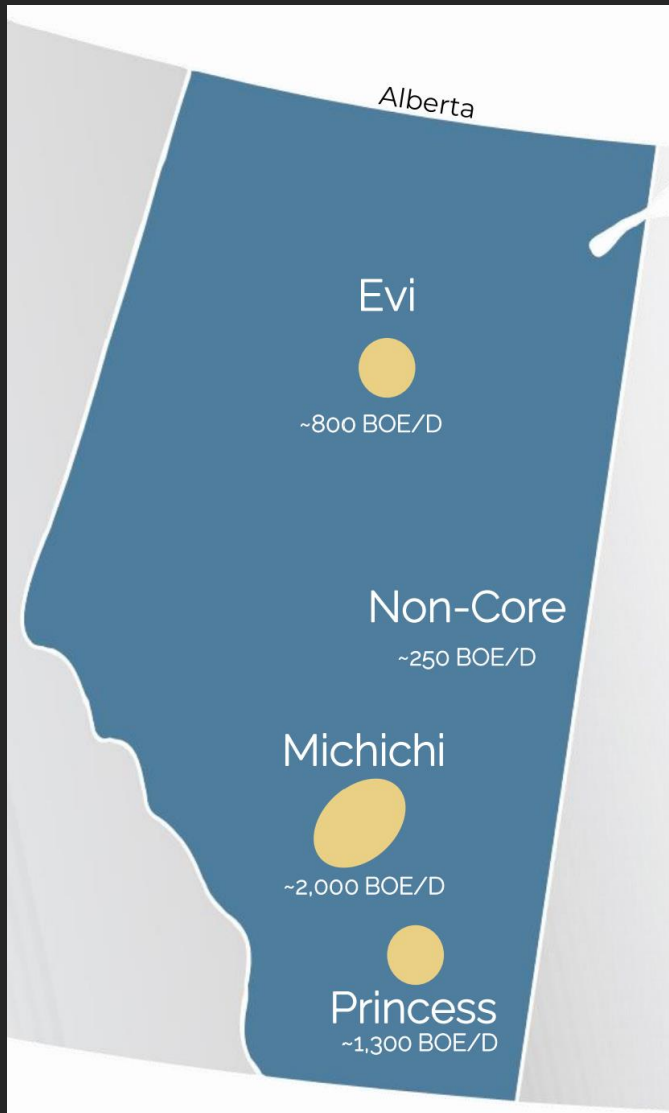 Alberta
Evi
~800 BOE/D
Non-Core
~250 BOE/D
Michichi
~2,000 BOE/D
Princess
~1,300 BOE/D